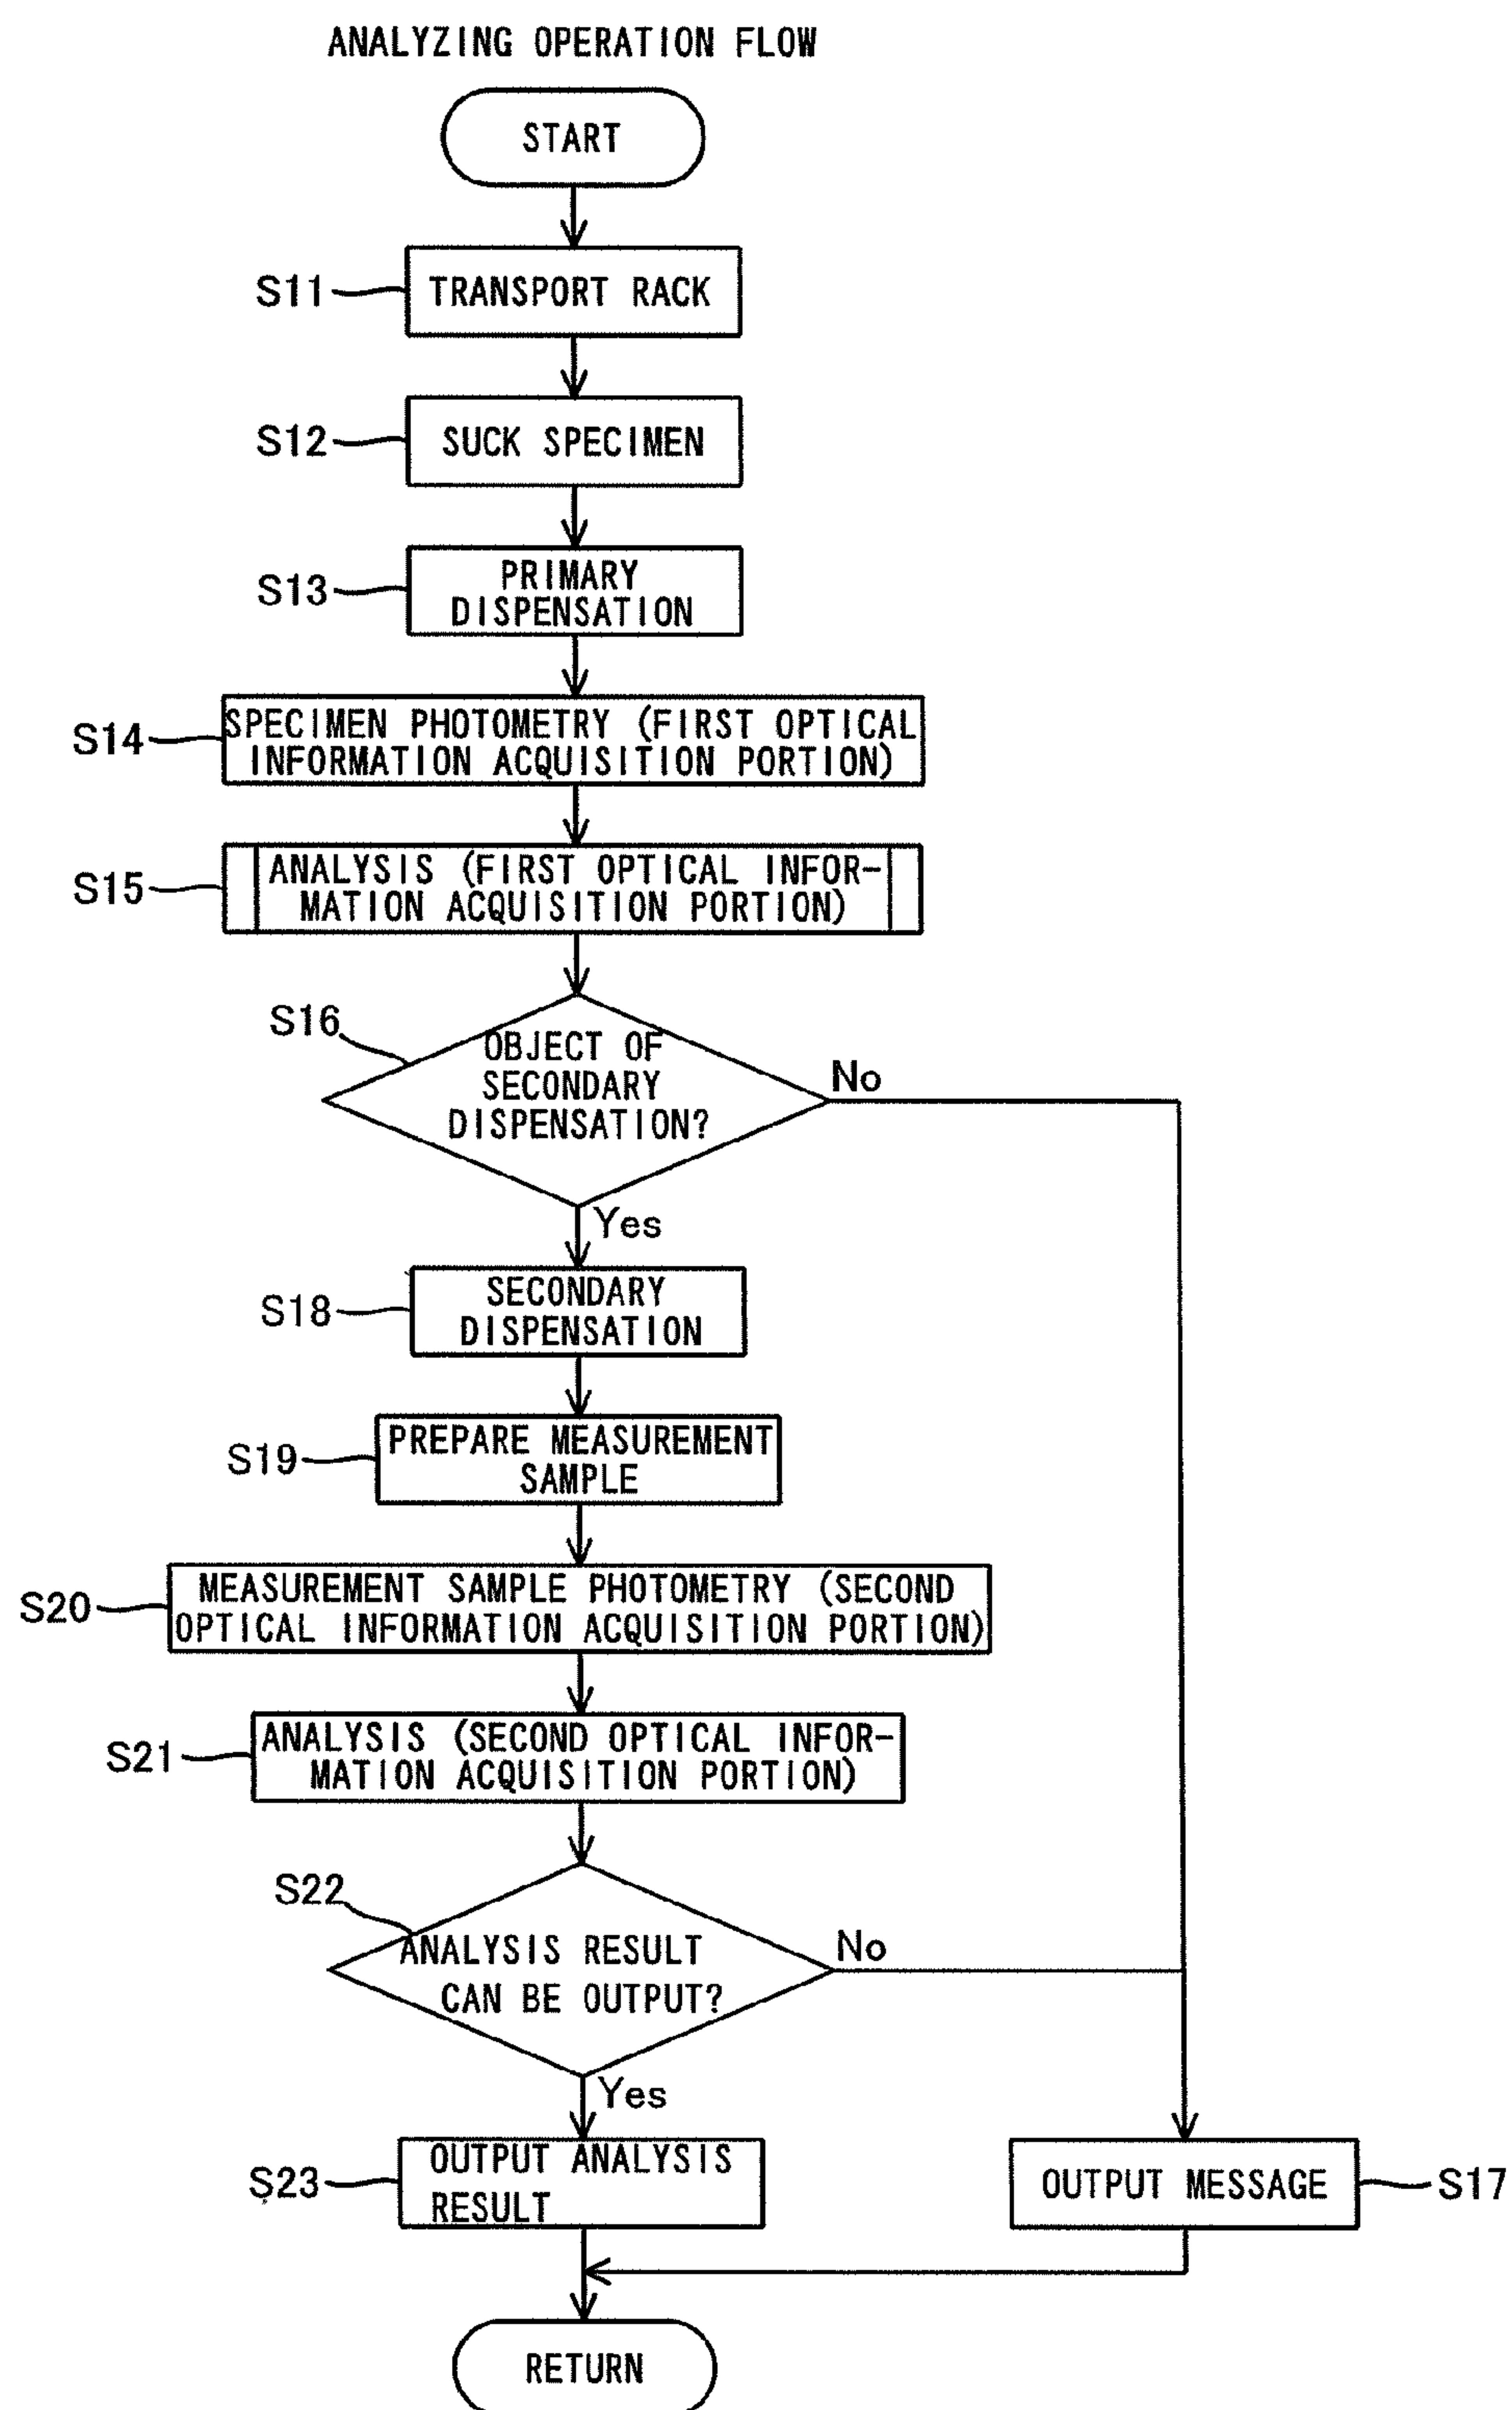 ANALYZING OPERATION FLOW
START
S11
TRANSPORT RACK
S12
SUCK SPECIMEN
S13
PRIMARY
DISPENSATION
S14
SPECIMEN PHOTOMETRY (FIRST OPTICAL
INFORMATION ACQUISITION PORTION)
S15
ANALYSIS (FIRST OPTICAL INFOR-
MATION ACQUISITION PORTION)
S16
OBJECT OF
SECONDARY
DISPENSATION?
No
Yes
S18
SECONDARY
DISPENSATION
S19
PREPARE MEASUREMENT
SAMPLE
S20
MEASUREMENT SAMPLE PHOTOMETRY (SECOND
OPTICAL INFORMATION ACQUISITION PORTION)
S21
ANALYSIS (SECOND OPTICAL INFOR-
MATION ACQUISITION PORTION)
S22
ANALYSIS RESULT
CAN BE OUTPUT?
No
Yes
S23
OUTPUT ANALYSIS
RESULT
OUTPUT MESSAGE
S17
RETURN